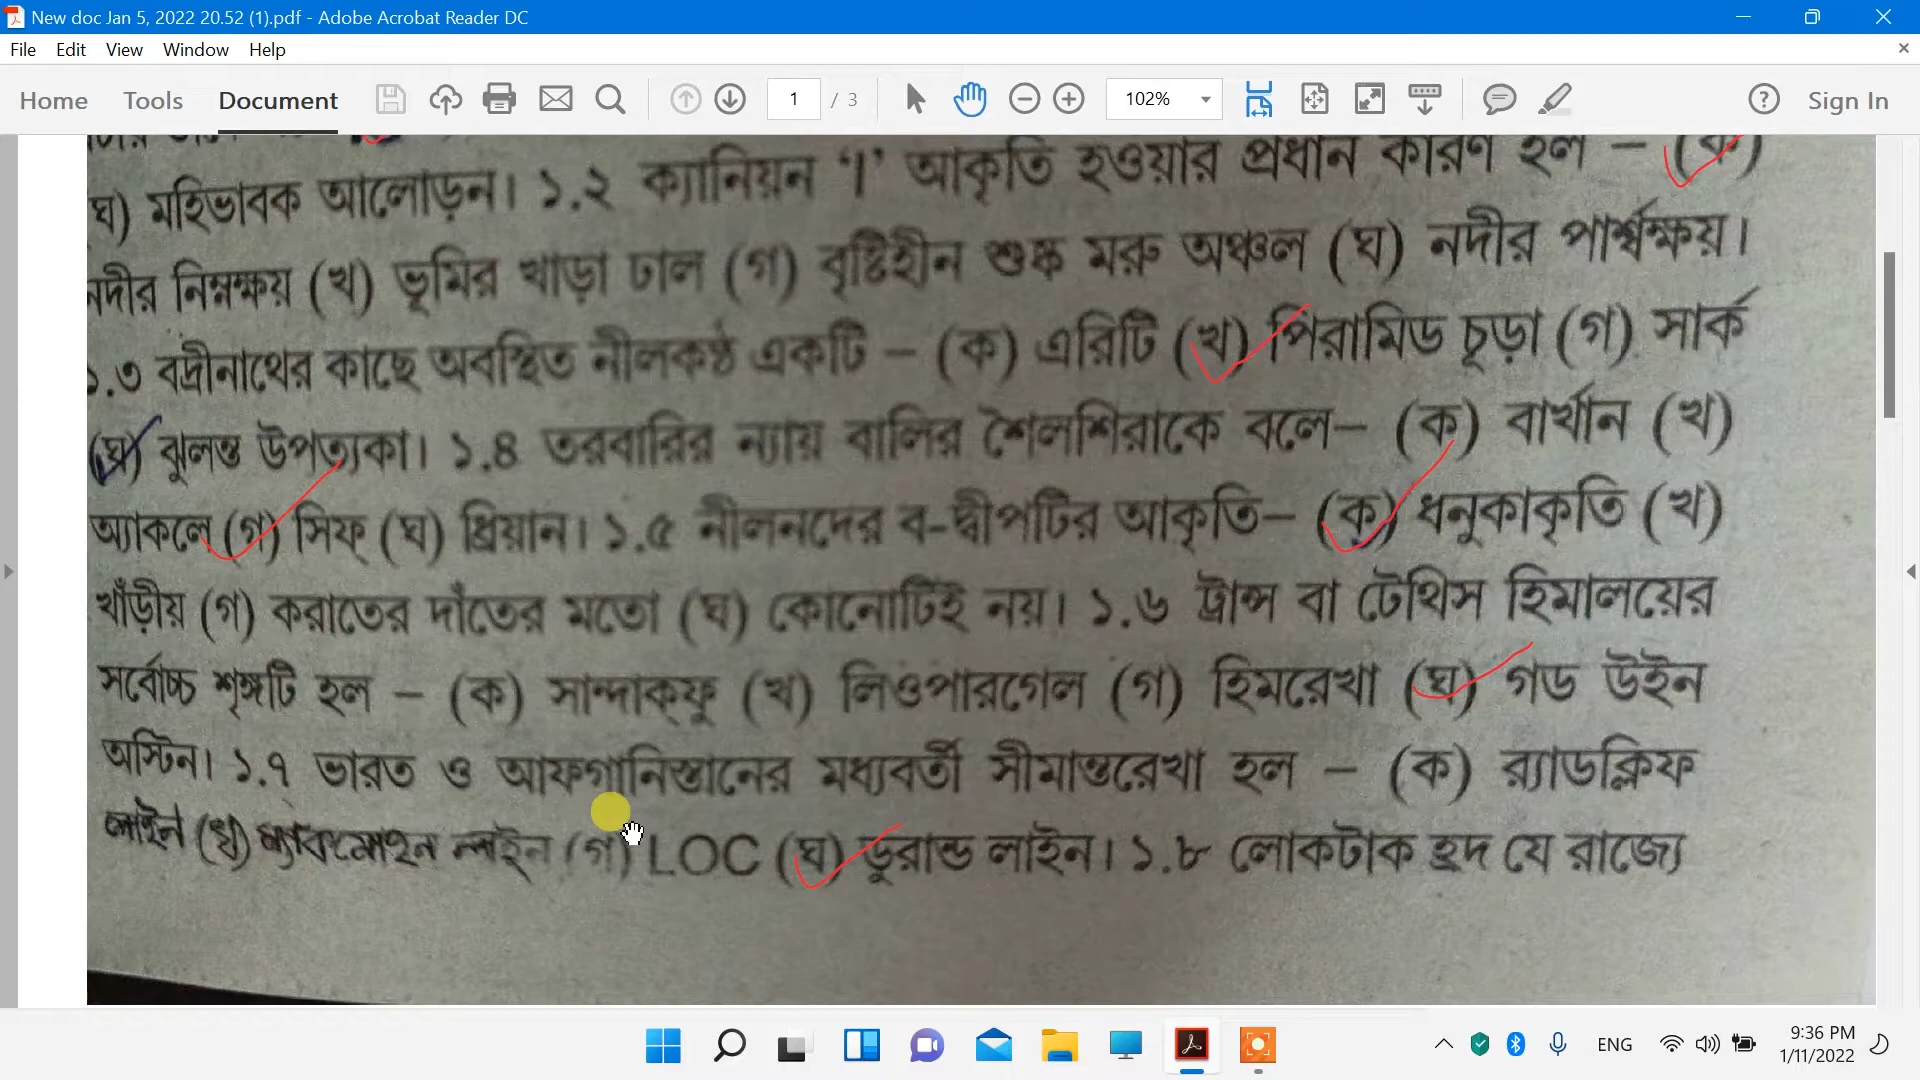 New doc Jan 5, 2022 20.52 (1).pdf - Adobe Acrobat Reader DC
File Edit View Window Help
Home Tools Document 1 / 3 102% Sign In
ঘ) মহিভাবক আলোড়ন। ১.২ ক্যানিয়ন ‘I’ আকৃতি হওয়ার প্রধান কারণ হল – (ক)
নদীর নিম্নক্ষয় (খ) ভূমির খাড়া ঢাল (গ) বৃষ্টিহীন শুষ্ক মরু অঞ্চল (ঘ) নদীর পার্শ্বক্ষয়।
১.৩ বদ্রীনাথের কাছে অবস্থিত নীলকণ্ঠ একটি – (ক) এরিটি (খ) পিরামিড চূড়া (গ) সার্ক
(ঘ) ঝুলন্ত উপত্যকা। ১.৪ তরবারির ন্যায় বালির শৈলশিরাকে বলে– (ক) বার্খান (খ)
অ্যাকলে (গ) সিফ্ (ঘ) থ্রিয়ান। ১.৫ নীলনদের ব-দ্বীপটির আকৃতি– (ক) ধনুকাকৃতি (খ)
খাঁড়ীয় (গ) করাতের দাঁতের মতো (ঘ) কোনোটিই নয়। ১.৬ ট্রান্স বা টেথিস হিমালয়ের
সর্বোচ্চ শৃঙ্গটি হল – (ক) সান্দাক্ফু (খ) লিওপারগেল (গ) হিমরেখা (ঘ) গড উইন
অস্টিন। ১.৭ ভারত ও আফগানিস্তানের মধ্যবর্তী সীমান্তরেখা হল – (ক) র‍্যাডক্লিফ
লাইন (খ) ম্যাকমোহন লাইন (গ) LOC (ঘ) ডুরান্ড লাইন। ১.৮ লোকটাক হ্রদ যে রাজ্যে
ENG 9:36 PM
1/11/2022